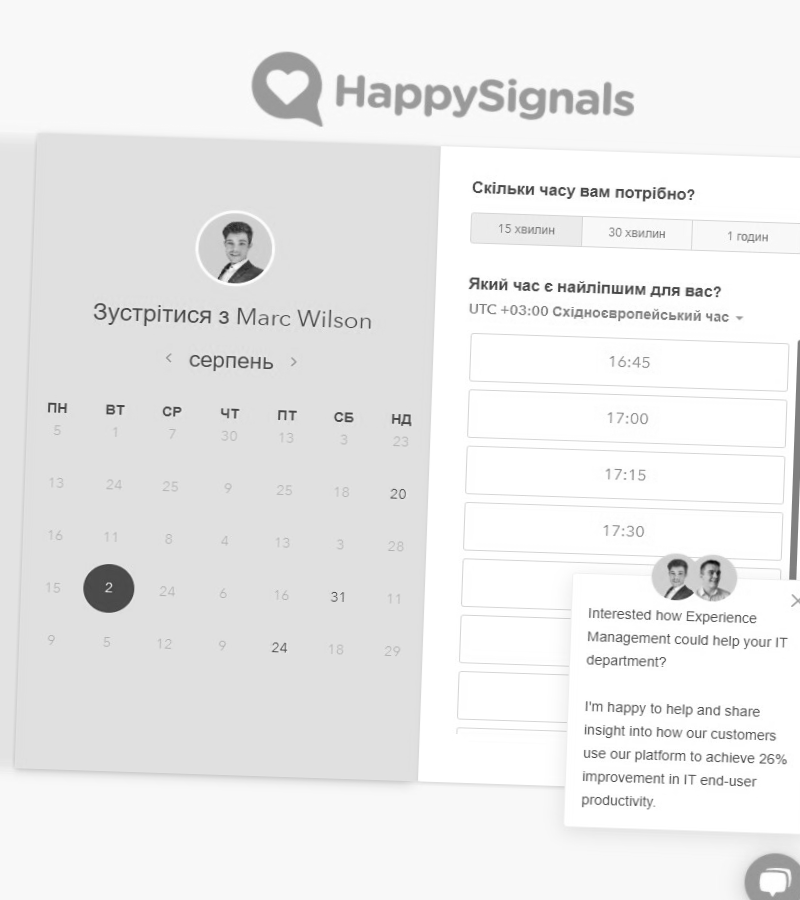 HappySignals
Зустрітися з Marc Wilson
серпень
ПН ВТ СР ЧТ ПТ СБ НД
5 1 7 30 13 3 23
13 24 25 9 25 18 20
16 11 8 4 13 3 28
15 2 24 6 16 31 11
9 5 12 9 24 18 29
Скільки часу вам потрібно?
15 хвилин 30 хвилин 1 годин
Який час є найліпшим для вас?
UTC +03:00 Східноєвропейський час
16:45
17:00
17:15
17:30
Interested how Experience
Management could help your IT
department?
I'm happy to help and share
insight into how our customers
use our platform to achieve 26%
improvement in IT end-user
productivity.